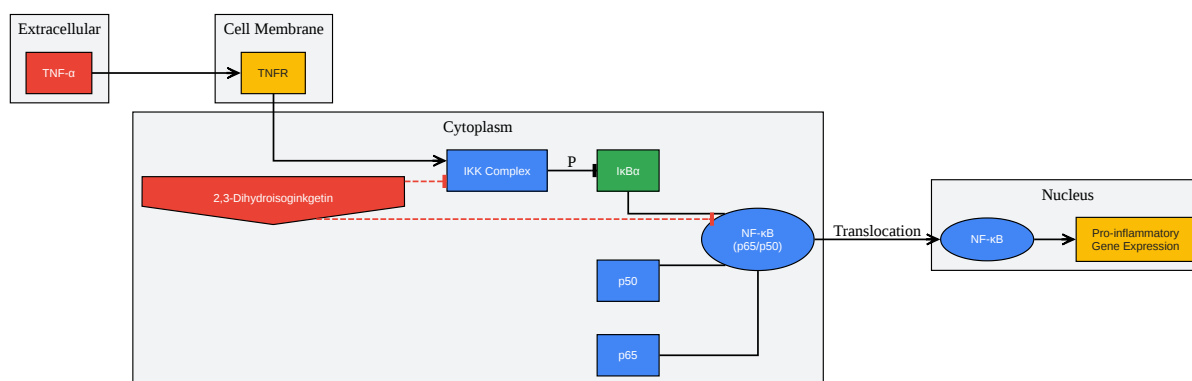 Extracellular
Cell Membrane
TNF-α
TNFR
Cytoplasm
P
IKK Complex
IκBα
2,3-Dihydroisoginkgetin
Nucleus
NF-κB
(p65/p50)
Translocation
NF-κB
Pro-inflammatory
Gene Expression
p50
p65